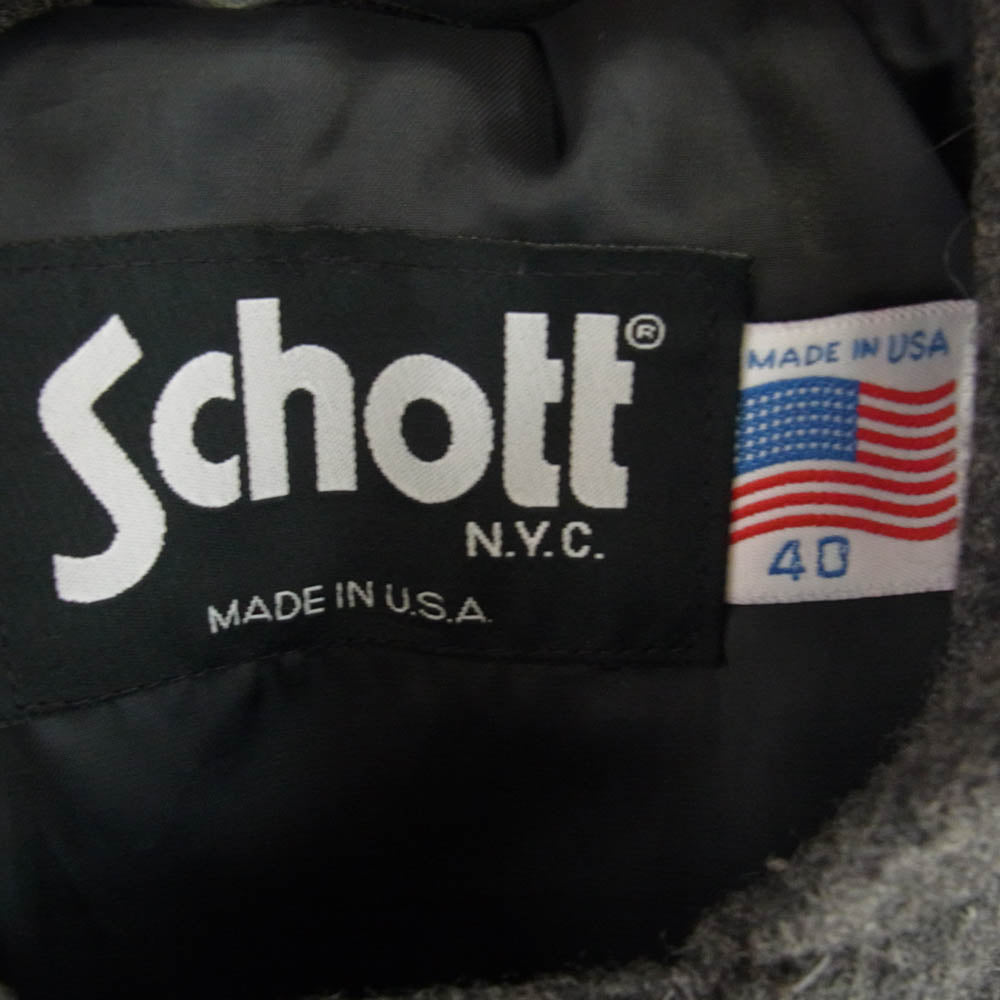 Schott®
N.Y.C.
MADE IN U.S.A.
MADE IN USA
40